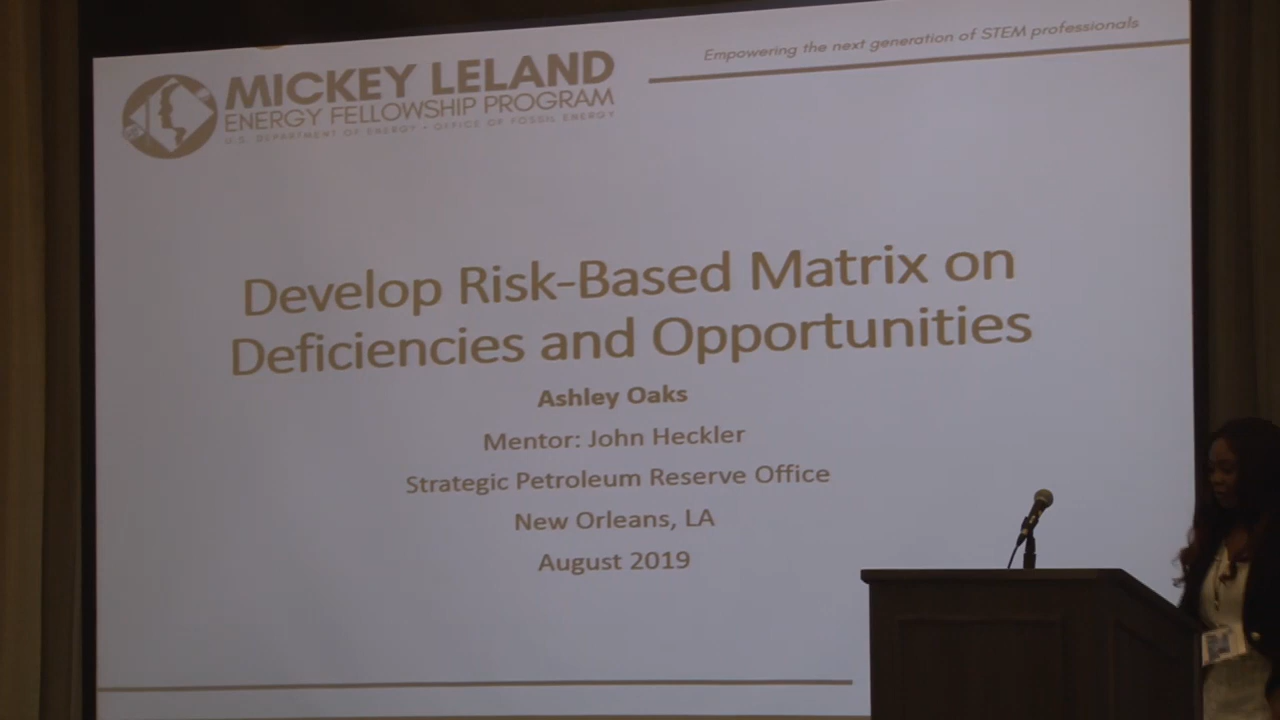 Empowering the next generation of STEM professionals
MICKEY LELAND
ENERGY FELLOWSHIP PROGRAM
U.S. DEPARTMENT OF ENERGY • OFFICE OF FOSSIL ENERGY
Develop Risk-Based Matrix on
Deficiencies and Opportunities
Ashley Oaks
Mentor: John Heckler
Strategic Petroleum Reserve Office
New Orleans, LA
August 2019